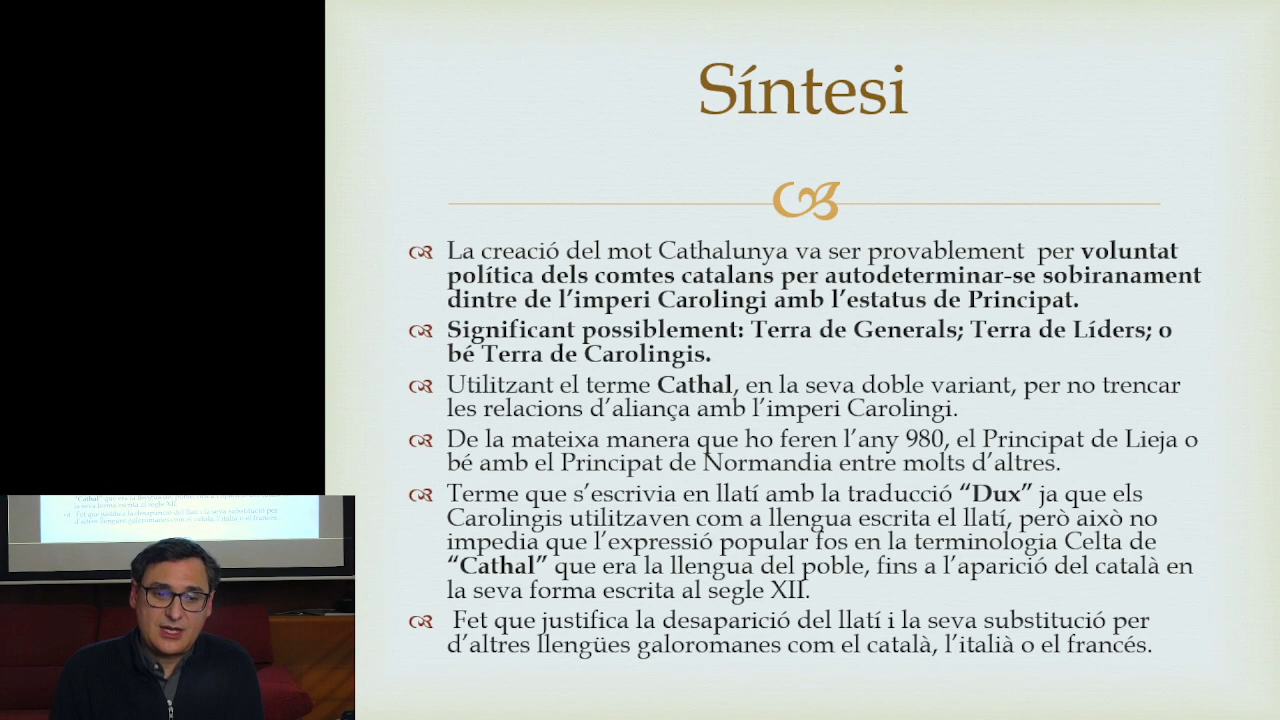 Síntesi
La creació del mot Cathalunya va ser provablement per voluntat
política dels comtes catalans per autodeterminar-se sobiranament
dintre de l’imperi Carolingi amb l’estatus de Principat.
Significant possiblement: Terra de Generals; Terra de Líders; o
bé Terra de Carolingis.
Utilitzant el terme Cathal, en la seva doble variant, per no trencar
les relacions d’aliança amb l’imperi Carolingi.
De la mateixa manera que ho feren l’any 980, el Principat de Lieja o
bé amb el Principat de Normandia entre molts d’altres.
Terme que s’escrivia en llatí amb la traducció “Dux” ja que els
Carolingis utilitzaven com a llengua escrita el llatí, però això no
impedia que l’expressió popular fos en la terminologia Celta de
“Cathal” que era la llengua del poble, fins a l’aparició del català en
la seva forma escrita al segle XII.
Fet que justifica la desaparició del llatí i la seva substitució per
d’altres llengües galoromanes com el català, l’italià o el francés.